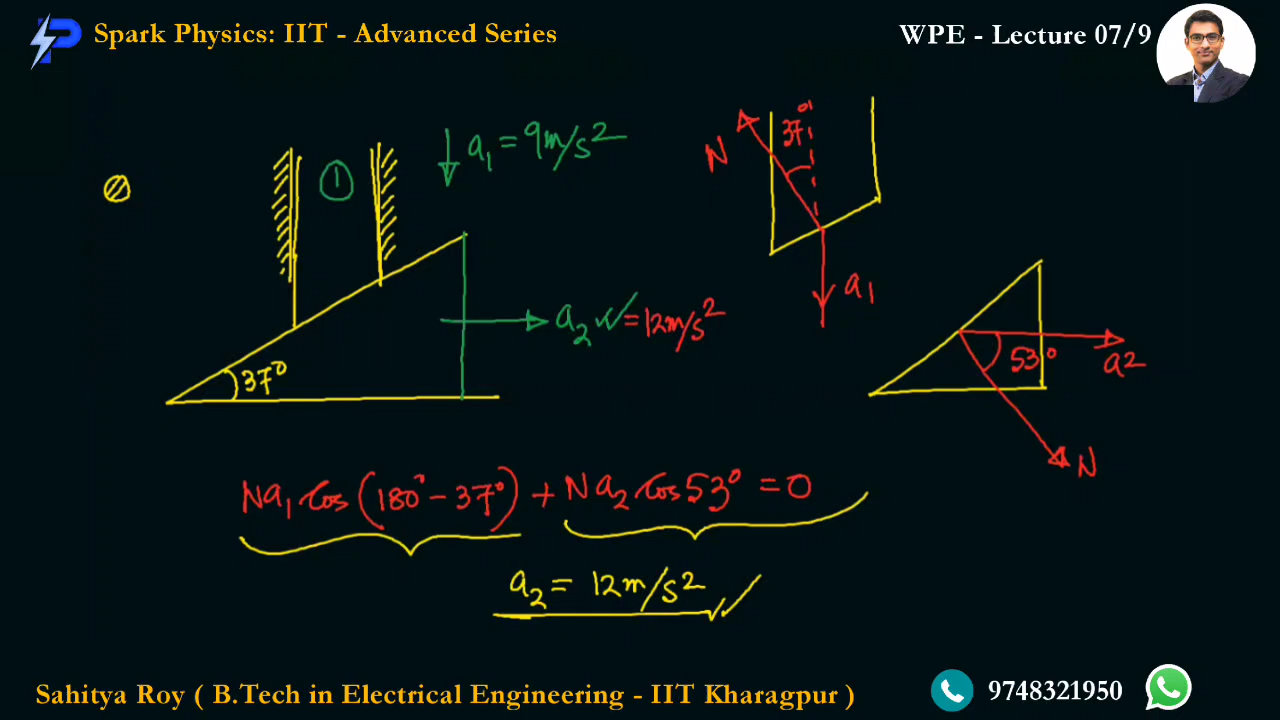 Spark Physics: IIT - Advanced Series
WPE - Lecture 07/9
1
a₁ = 9m/s²
37°
a₂ = 12m/s²
N
37°
a₁
53°
a₂
N
Na₁ cos(180° - 37°) + Na₂ cos53° = 0
a₂ = 12m/s²
Sahitya Roy ( B.Tech in Electrical Engineering - IIT Kharagpur )
9748321950